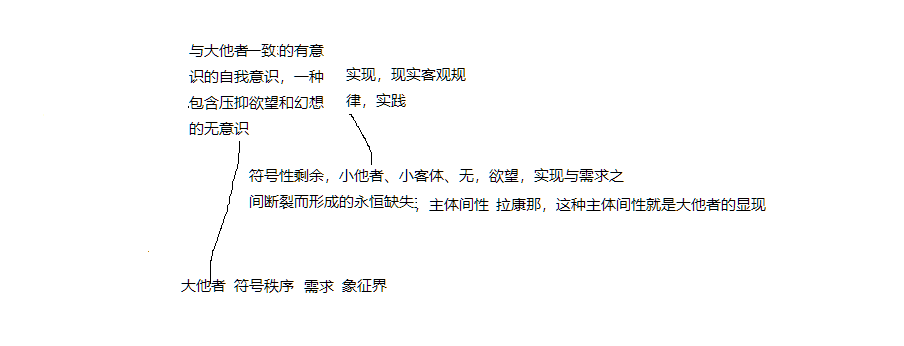 与大他者一致的有意
识的自我意识，一种
包含压抑欲望和幻想
的无意识
实现，现实客观规
律，实践
符号性剩余，小他者、小客体、无，欲望，实现与需求之
间断裂而形成的永恒缺失；主体间性 拉康那，这种主体间性就是大他者的显现
大他者 符号秩序 需求 象征界